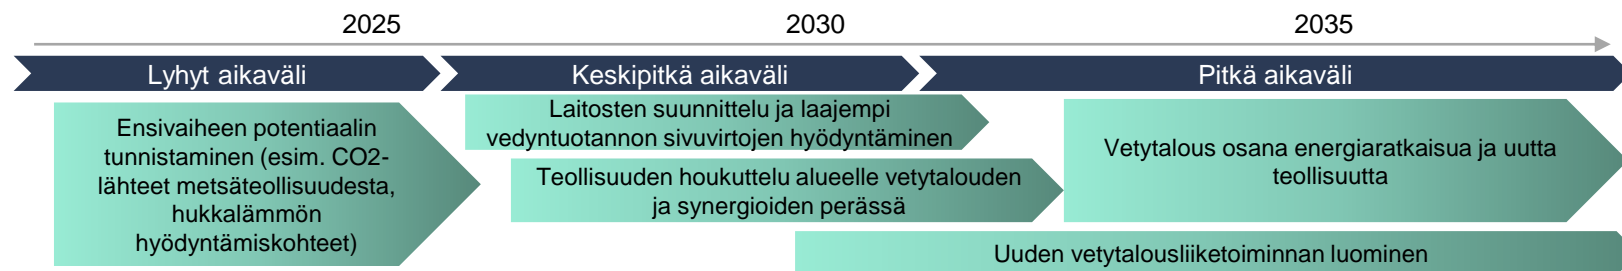 2025
2030
2035
Lyhyt aikaväli
Keskipitkä aikaväli
Pitkä aikaväli
Ensivaiheen potentiaalin
tunnistaminen (esim. CO2-
lähteet metsäteollisuudesta,
hukkalämmön
hyödyntämiskohteet)
Laitosten suunnittelu ja laajempi
vedyntuotannon sivuvirtojen hyödyntäminen
Teollisuuden houkuttelu alueelle vetytalouden
ja synergioiden perässä
Vetytalous osana energiaratkaisua ja uutta
teollisuutta
Uuden vetytalousliiketoiminnan luominen